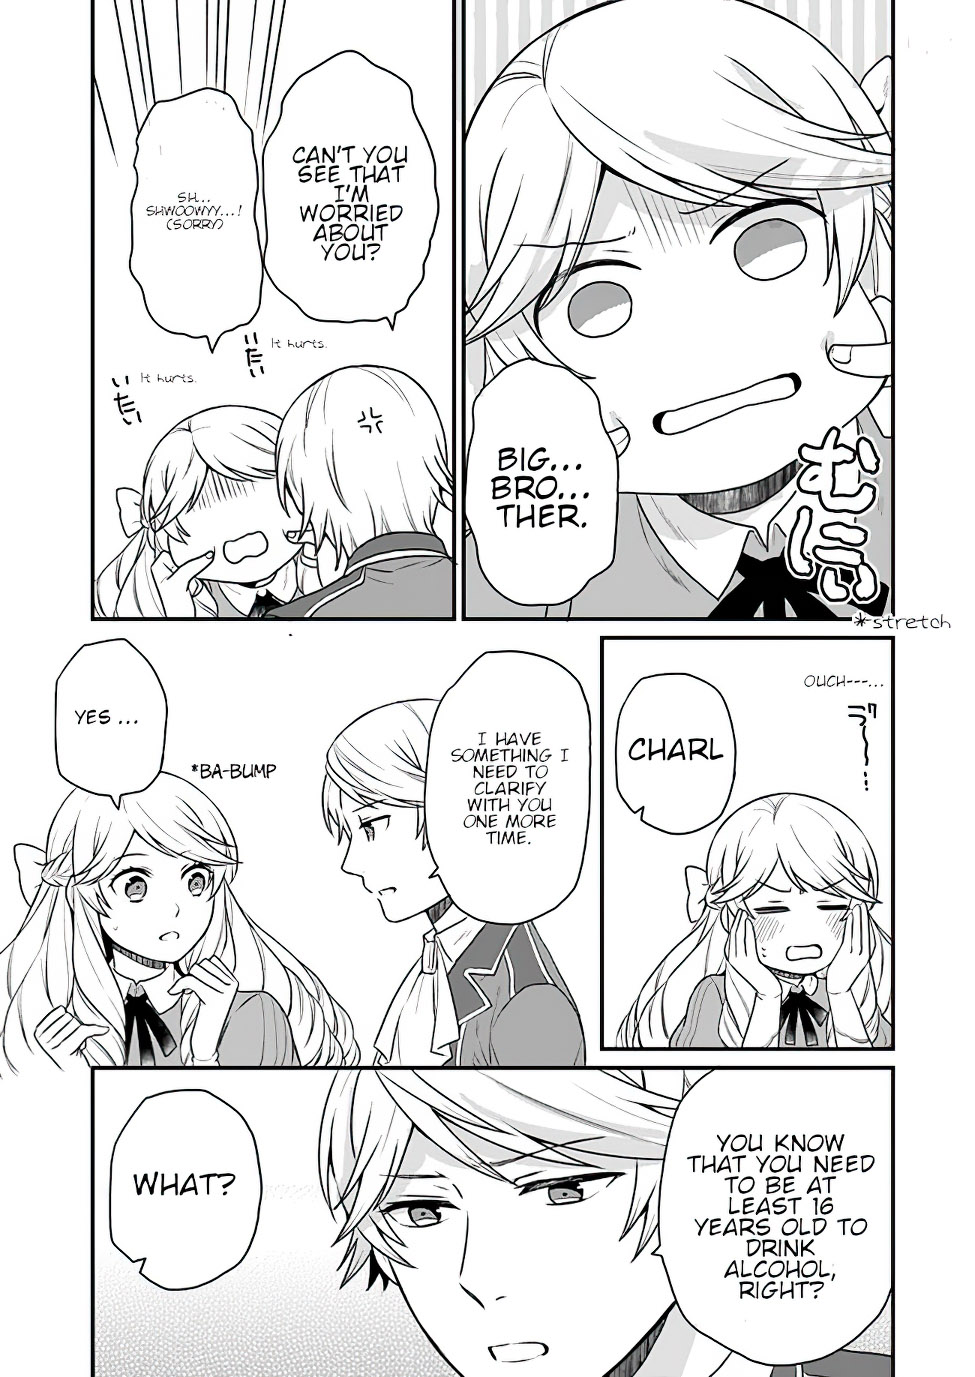 BIG...
BRO...
THER.
むに
*stretch
CAN'T YOU
SEE THAT
I'M
WORRIED
ABOUT
YOU?
SH...
SHWOOWYY...!
(SORRY)
いたい
It hurts.
いたい
It hurts.
OUCH---...
CHARL
I HAVE
SOMETHING I
NEED TO
CLARIFY
WITH YOU
ONE MORE
TIME.
*BA-BUMP
YES ...
YOU KNOW
THAT YOU NEED
TO BE AT
LEAST 16
YEARS OLD TO
DRINK
ALCOHOL,
RIGHT?
WHAT?